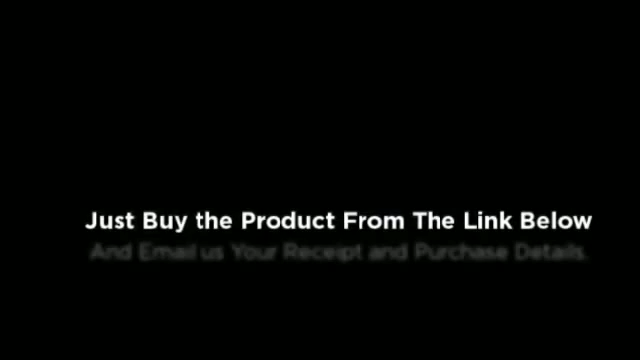 Just Buy the Product From The Link Below
And Email us Your Receipt and Purchase Details.